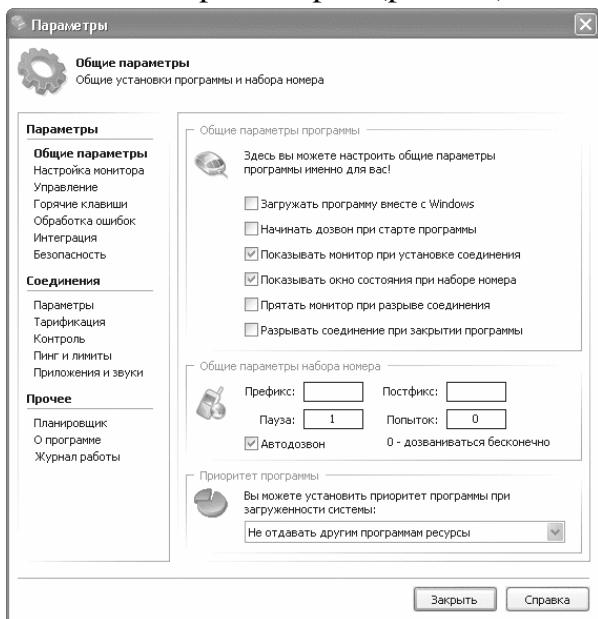 Параметры
Общие параметры
Общие установки программы и набора номера
Параметры
Общие параметры
Настройка монитора
Управление
Горячие клавиши
Обработка ошибок
Интеграция
Безопасность
Соединения
Параметры
Тарификация
Контроль
Пинг и лимиты
Приложения и звуки
Прочее
Планировщик
О программе
Журнал работы
Общие параметры программы
Здесь вы можете настроить общие параметры
программы именно для вас!
Загружать программу вместе с Windows
Начинать дозвон при старте программы
Показывать монитор при установке соединения
Показывать окно состояния при наборе номера
Прятать монитор при разрыве соединения
Разрывать соединение при закрытии программы
Общие параметры набора номера
Префикс: Постфикс:
Пауза: 1 Попыток: 0
Автодозвон 0 - дозваниваться бесконечно
Приоритет программы
Вы можете установить приоритет программы при
загруженности системы:
Не отдавать другим программам ресурсы
Закрыть Справка